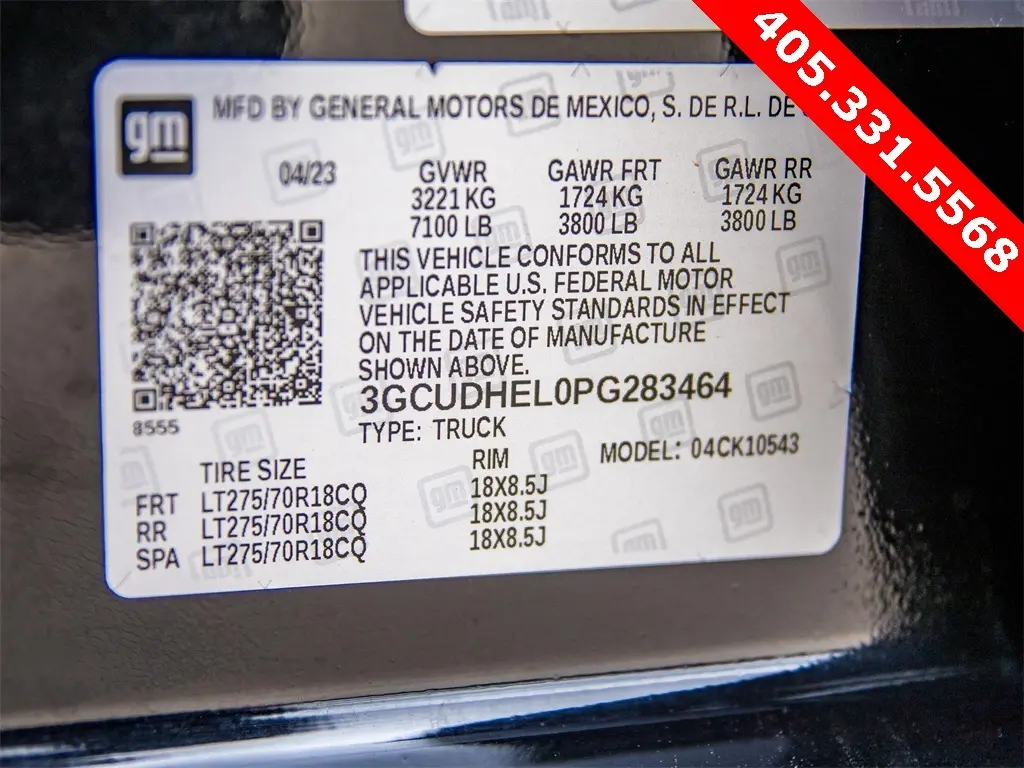 gm
MFD BY GENERAL MOTORS DE MEXICO, S. DE R.L. DE
04/23 GVWR GAWR FRT GAWR RR
3221 KG 1724 KG 1724 KG
7100 LB 3800 LB 3800 LB
THIS VEHICLE CONFORMS TO ALL
APPLICABLE U.S. FEDERAL MOTOR
VEHICLE SAFETY STANDARDS IN EFFECT
ON THE DATE OF MANUFACTURE
SHOWN ABOVE.
3GCUDHEL0PG283464
8555
TYPE: TRUCK
MODEL: 04CK10543
TIRE SIZE RIM
FRT LT275/70R18CQ 18X8.5J
RR LT275/70R18CQ 18X8.5J
SPA LT275/70R18CQ 18X8.5J
405.331.5568